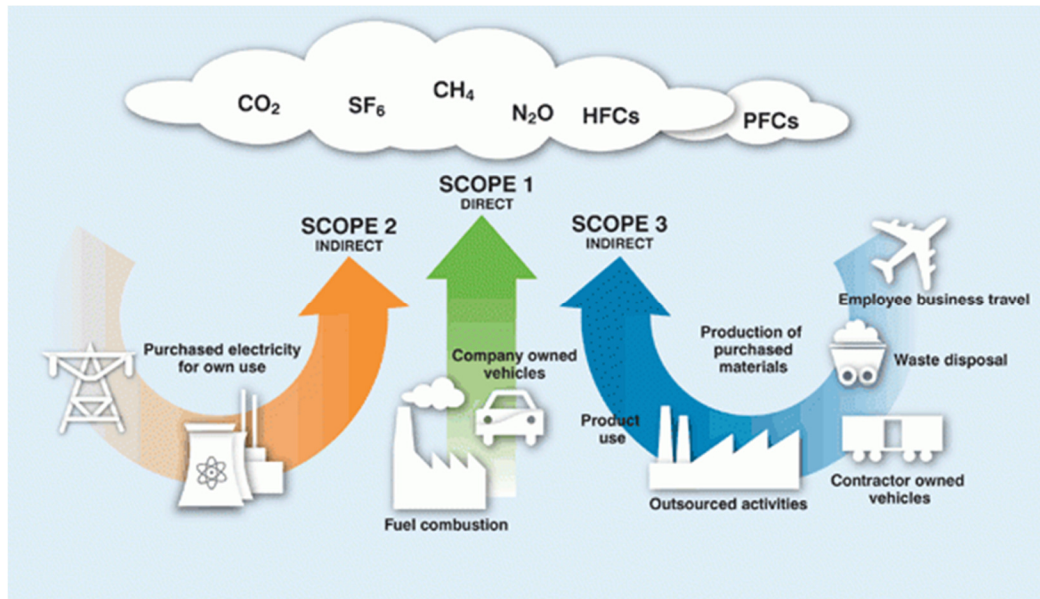 CO₂
SF₆
CH₄
N₂O
HFCs
PFCs
SCOPE 1
DIRECT
SCOPE 2
INDIRECT
SCOPE 3
INDIRECT
Employee business travel
Purchased electricity
for own use
Company owned
vehicles
Production of
purchased
materials
Waste disposal
Product
use
Fuel combustion
Outsourced activities
Contractor owned
vehicles